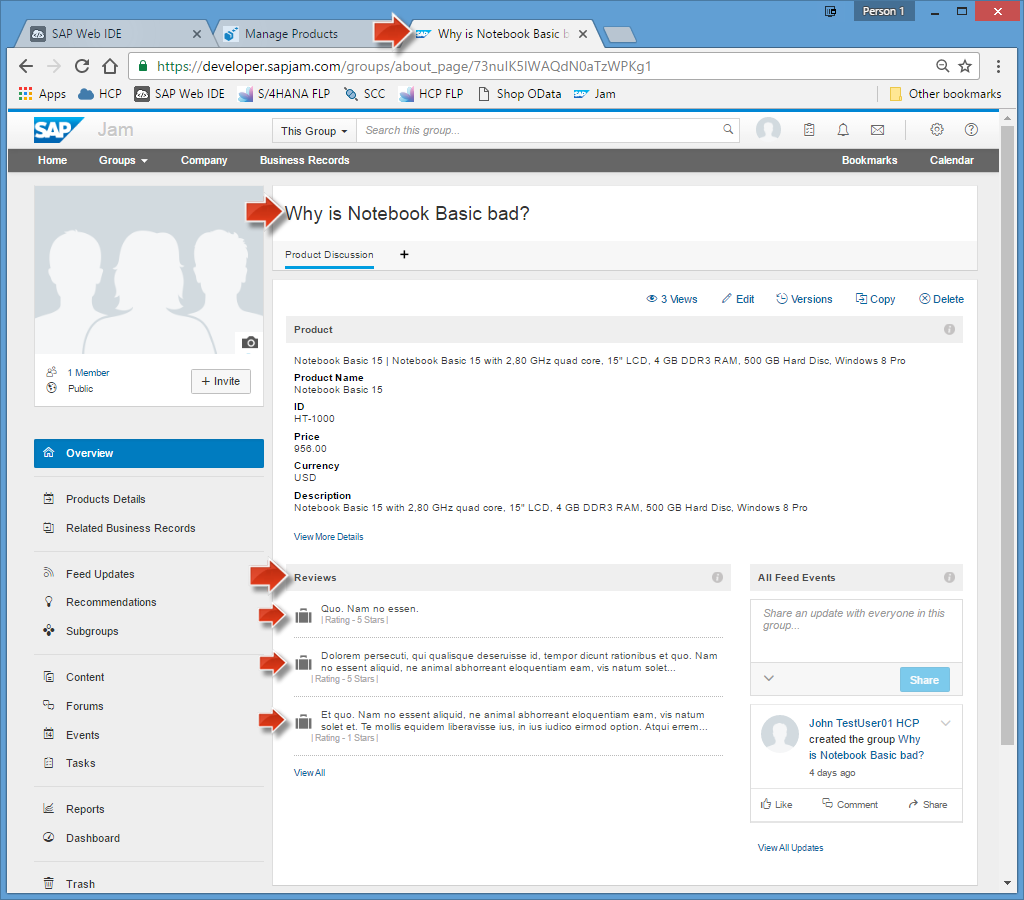 Person 1
SAP Web IDE
Manage Products
SAP Why is Notebook Basic b
https://developer.sapjam.com/groups/about_page/73nuIK5IWAQdN0aTzWPKg1
Apps HCP SAP Web IDE S/4HANA FLP SCC HCP FLP Shop OData SAP Jam Other bookmarks
SAP Jam This Group Search this group...
Home Groups Company Business Records Bookmarks Calendar
Why is Notebook Basic bad?
Product Discussion +
3 Views Edit Versions Copy Delete
1 Member
Public
+ Invite
Overview
Products Details
Related Business Records
Feed Updates
Recommendations
Subgroups
Content
Forums
14 Events
Tasks
Reports
Dashboard
Trash
Product
Notebook Basic 15 | Notebook Basic 15 with 2,80 GHz quad core, 15" LCD, 4 GB DDR3 RAM, 500 GB Hard Disc, Windows 8 Pro
Product Name
Notebook Basic 15
ID
HT-1000
Price
956.00
Currency
USD
Description
Notebook Basic 15 with 2,80 GHz quad core, 15" LCD, 4 GB DDR3 RAM, 500 GB Hard Disc, Windows 8 Pro
View More Details
Reviews
Quo. Nam no essen.
| Rating - 5 Stars |
Dolorem persecuti, qui qualisque deseruisse id, tempor dicunt rationibus et quo. Nam
no essent aliquid, ne animal abhorreant eloquentiam eam, vis natum solet...
| Rating - 5 Stars |
Et quo. Nam no essent aliquid, ne animal abhorreant eloquentiam eam, vis natum
solet et. Te mollis equidem liberavisse ius, in ius iudico eirmod option. Atqui errem...
| Rating - 1 Stars |
View All
All Feed Events
Share an update with everyone in this
group...
Share
John TestUser01 HCP
created the group Why
is Notebook Basic bad?
4 days ago
Like Comment Share
View All Updates